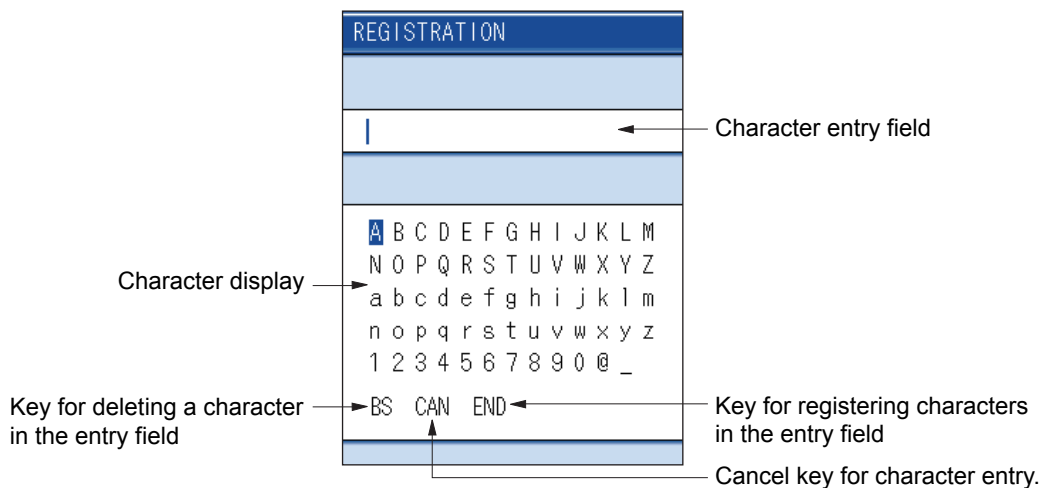 REGISTRATION
Character entry field
A B C D E F G H I J K L M
N O P Q R S T U V W X Y Z
Character display
a b c d e f g h i j k l m
n o p q r s t u v w x y z
1 2 3 4 5 6 7 8 9 0 @ _
Key for deleting a character
in the entry field
BS CAN END
Key for registering characters
in the entry field
Cancel key for character entry.